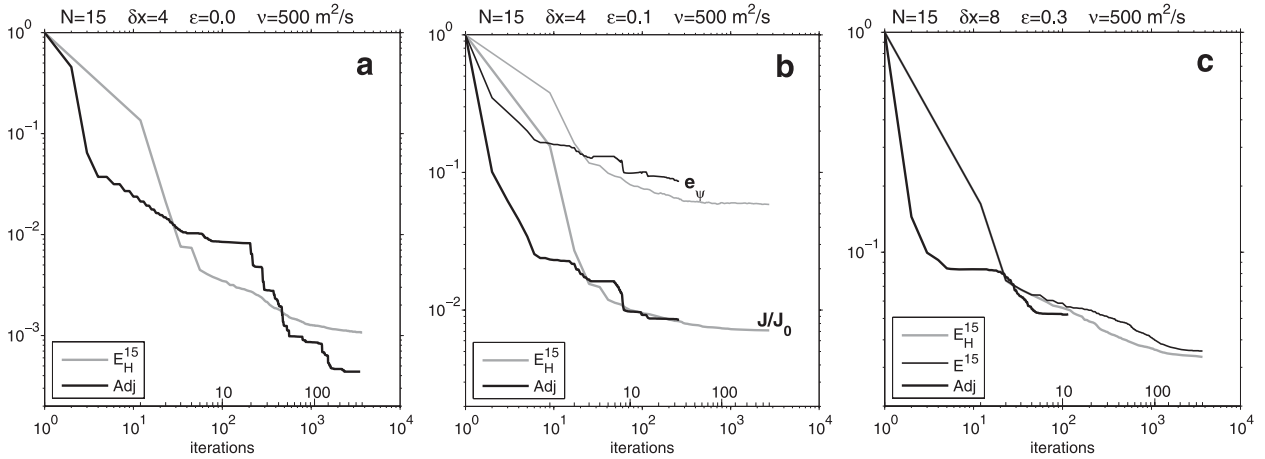 N=15 δx=4 ε=0.0 ν=500 m²/s
a
10⁰
10⁻¹
10⁻²
10⁻³
E_H^15
Adj
10 100
10⁰ 10¹ 10² 10³ 10⁴
iterations
N=15 δx=4 ε=0.1 ν=500 m²/s
b
10⁰
10⁻¹
10⁻²
e_ψ
J/J₀
E_H^15
Adj
10 100
10⁰ 10¹ 10² 10³ 10⁴
iterations
N=15 δx=8 ε=0.3 ν=500 m²/s
c
10⁰
10⁻¹
E_H^15
E^15
Adj
10 100
10⁰ 10¹ 10² 10³ 10⁴
iterations